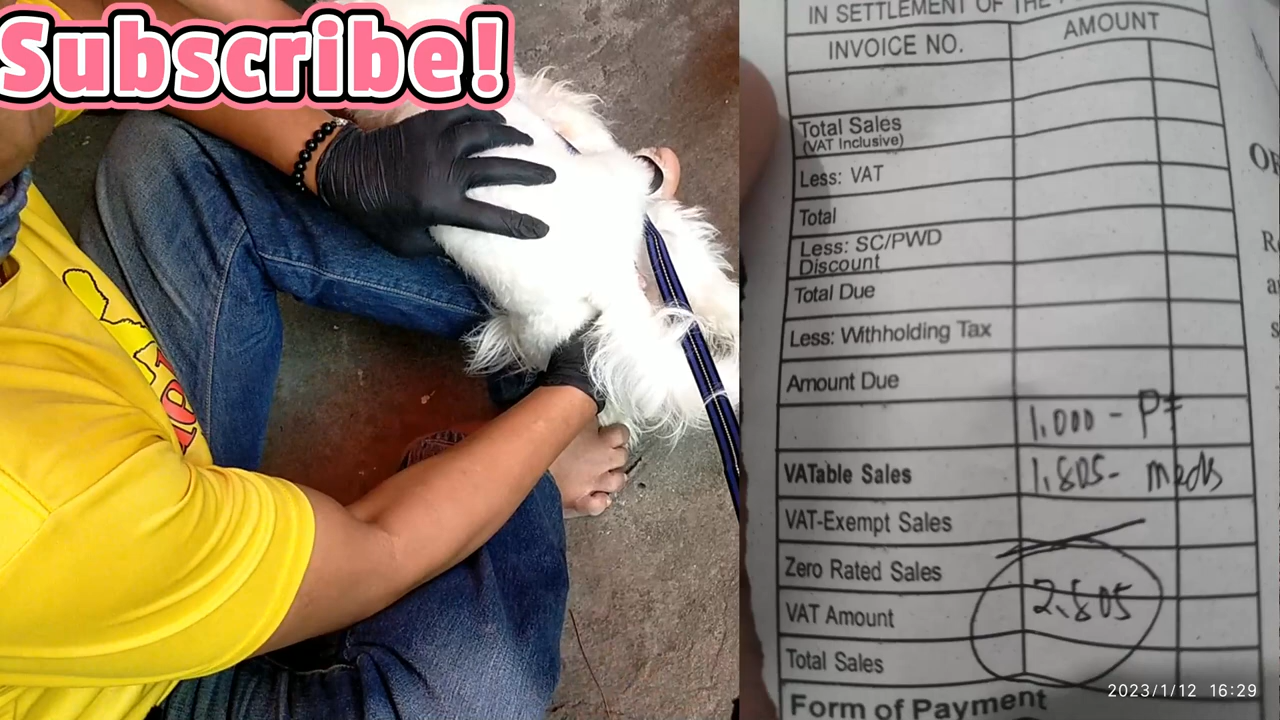 Subscribe!
IN SETTLEMENT OF THE
INVOICE NO. AMOUNT
Total Sales
(VAT Inclusive)
Less: VAT
Total
Less: SC/PWD
Discount
Total Due
Less: Withholding Tax
Amount Due
1.000 - PF
VATable Sales 1.805- meds
VAT-Exempt Sales
Zero Rated Sales
VAT Amount 2.805
Total Sales
Form of Payment
2023/1/12 16:29